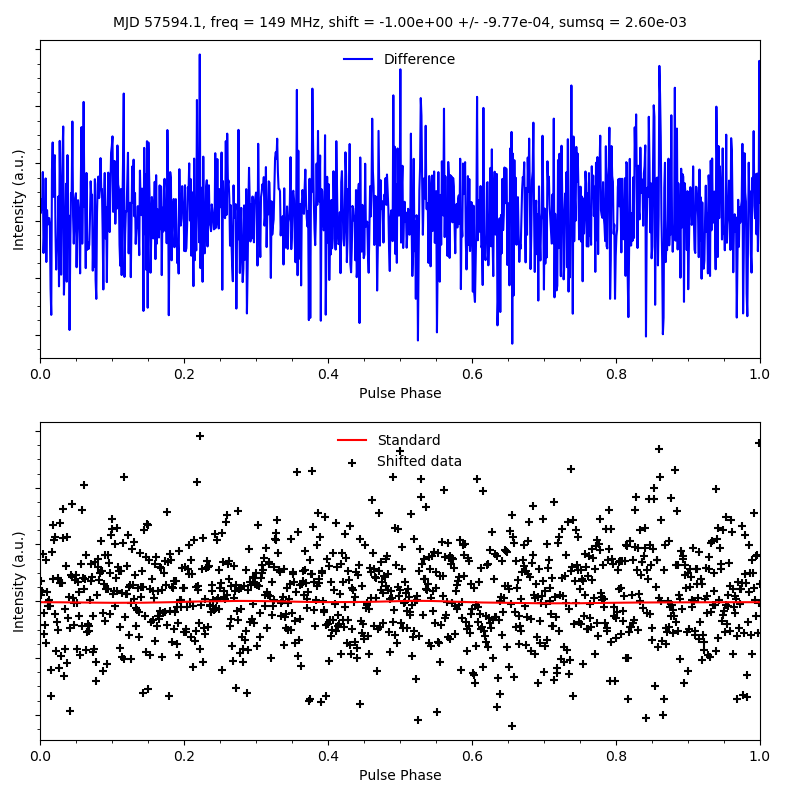 MJD 57594.1, freq = 149 MHz, shift = -1.00e+00 +/- -9.77e-04, sumsq = 2.60e-03
Difference
Intensity (a.u.)
0.0 0.2 0.4 0.6 0.8 1.0
Pulse Phase
Standard
Shifted data
Intensity (a.u.)
0.0 0.2 0.4 0.6 0.8 1.0
Pulse Phase